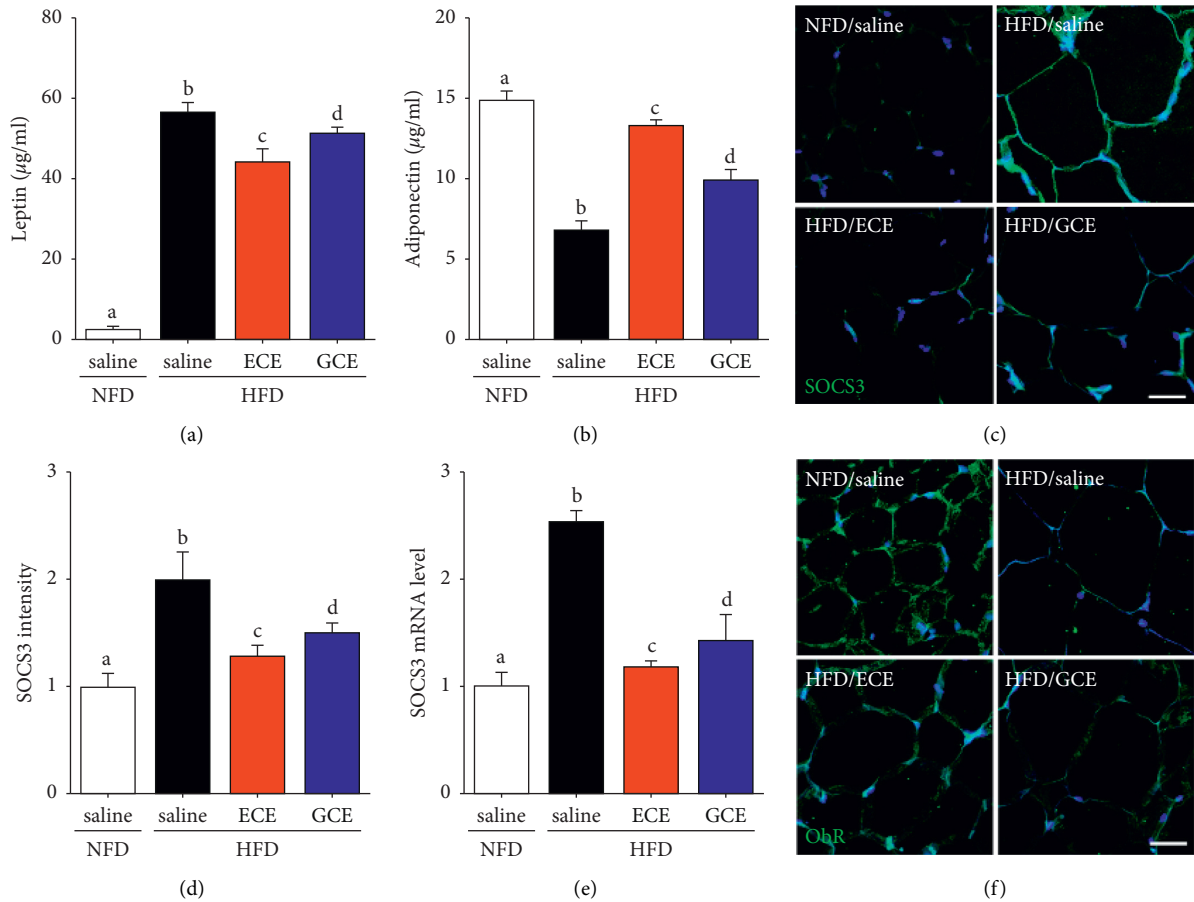 80
60
40
20
0
Leptin (μg/ml)
a
b
c
d
saline
saline
ECE
GCE
NFD
HFD
(a)
20
15
10
5
0
Adiponectin (μg/ml)
a
b
c
d
saline
saline
ECE
GCE
NFD
HFD
(b)
NFD/saline
HFD/saline
HFD/ECE
HFD/GCE
SOCS3
(c)
3
2
1
0
SOCS3 intensity
a
b
c
d
saline
saline
ECE
GCE
NFD
HFD
(d)
3
2
1
0
SOCS3 mRNA level
a
b
c
d
saline
saline
ECE
GCE
NFD
HFD
(e)
NFD/saline
HFD/saline
HFD/ECE
HFD/GCE
ObR
(f)